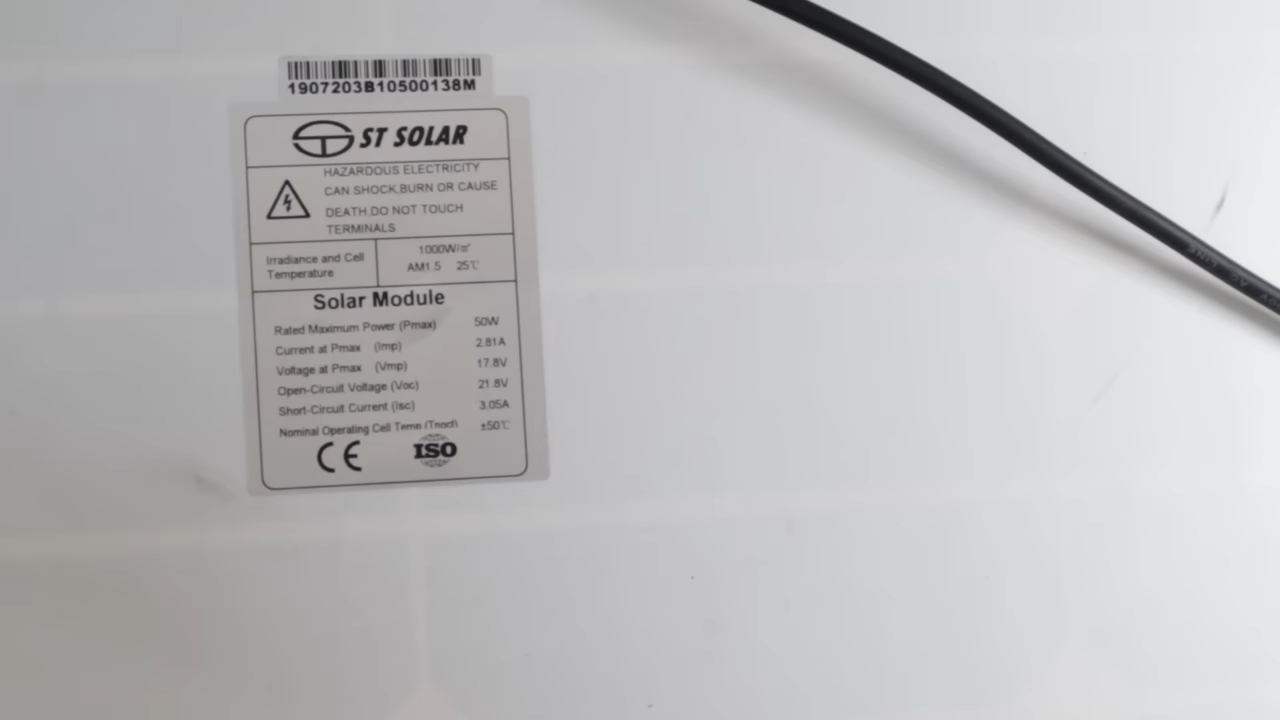 1907203B10500138M
ST SOLAR
HAZARDOUS ELECTRICITY
CAN SHOCK,BURN OR CAUSE
DEATH.DO NOT TOUCH
TERMINALS
Irradiance and Cell
Temperature
1000W/㎡
AM1.5 25℃
Solar Module
Rated Maximum Power (Pmax) 50W
Current at Pmax (Imp) 2.81A
Voltage at Pmax (Vmp) 17.8V
Open-Circuit Voltage (Voc) 21.8V
Short-Circuit Current (Isc) 3.05A
Nominal Operating Cell Temp (Tnoct) ±50℃
CE ISO
AC LINE